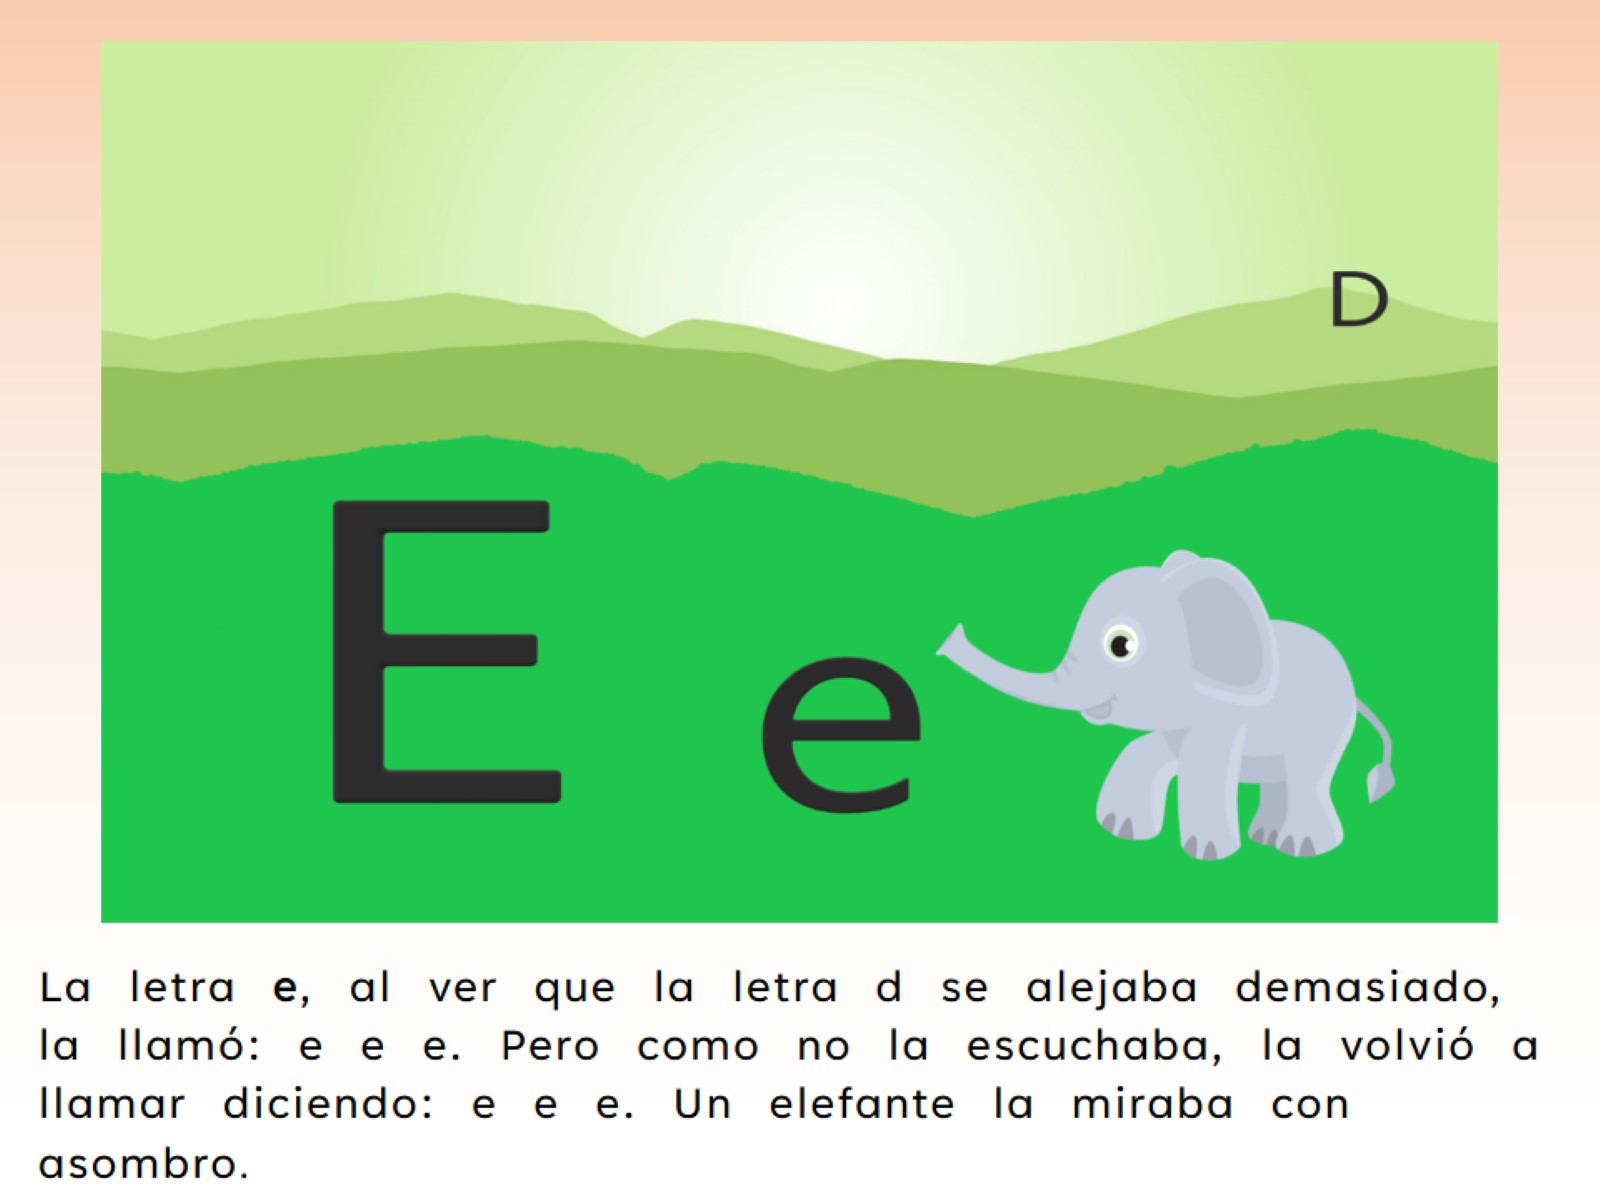 D
E e
La letra e, al ver que la letra d se alejaba demasiado,
la llamó: e e e. Pero como no la escuchaba, la volvió a
llamar diciendo: e e e. Un elefante la miraba con
asombro.